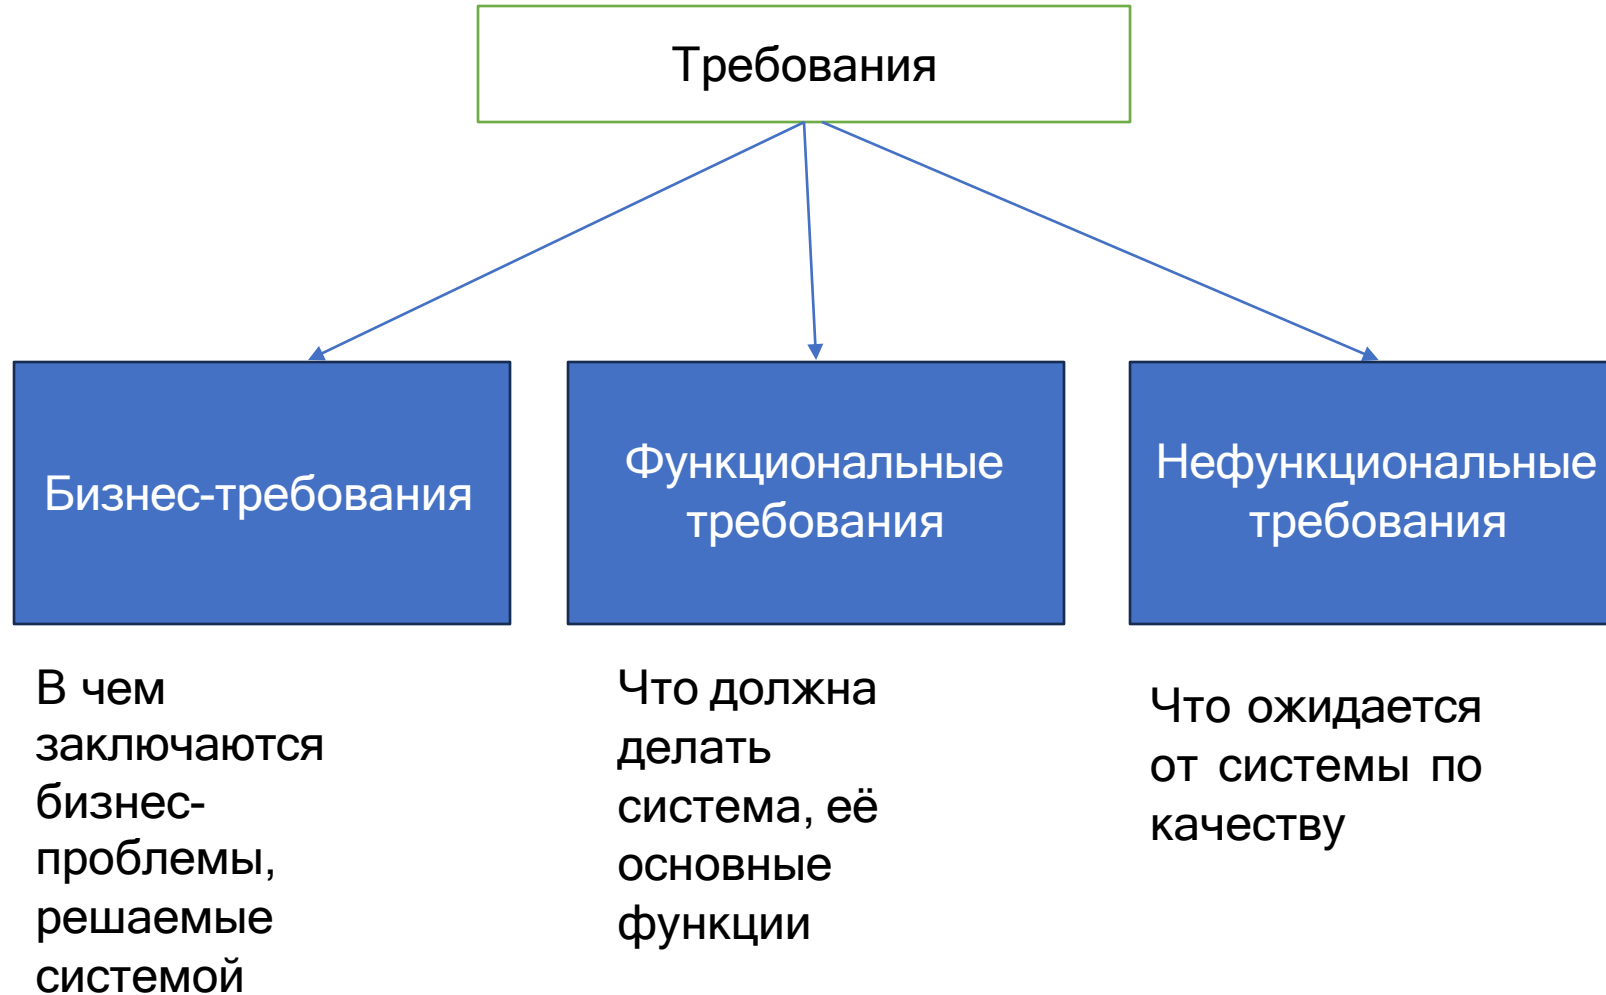 Требования
Бизнес-требования
Функциональные
требования
Нефункциональные
требования
В чем
заключаются
бизнес-
проблемы,
решаемые
системой
Что должна
делать
система, её
основные
функции
Что ожидается
от системы по
качеству